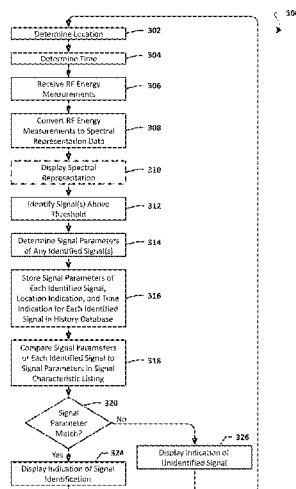 300
Determine Location
302
Determine Time
304
Receive RF Energy
Measurements
306
Convert RF Energy
Measurements to Spectral
Representation Data
308
Display Spectral
Representation
310
Identify Signal(s) Above
Threshold
312
Determine Signal Parameters
Of Any Identified Signal(s)
314
Store Signal Parameters of
Each Identified Signal,
Location Indication, and Time
Indication for Each Identified
Signal in History Database
316
Compare Signal Parameters
of Each Identified Signal to
Signal Parameters in Signal
Characteristic Listing
318
320
Signal
Parameter
Match?
No
Yes
324
Display Indication of Signal
Identification
326
Display Indication of
Unidentified Signal